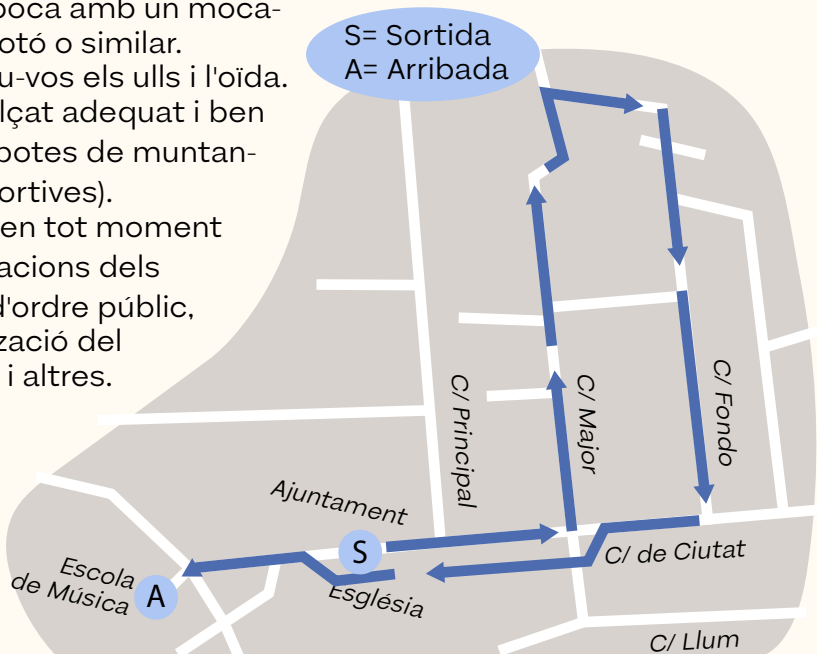 boca amb un moca-
otó o similar.
u-vos els ulls i l'oïda.
lçat adequat i ben
botes de muntan-
ortives).
en tot moment
acions dels
d'ordre públic,
zació del
i altres.
S= Sortida
A= Arribada
C/ Principal
C/ Major
C/ Fondo
Ajuntament
S
C/ de Ciutat
Escola
de Música
A
Església
C/ Llum